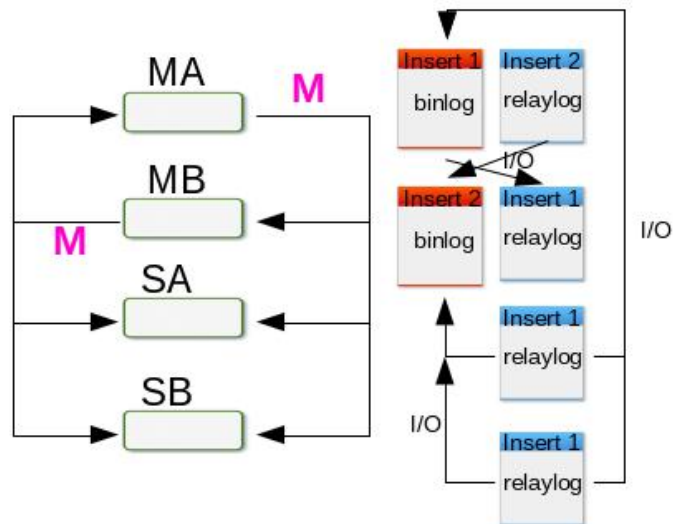 MA
M
MB
M
SA
SB
Insert 1
binlog
Insert 2
relaylog
I/O
Insert 2
binlog
Insert 1
relaylog
I/O
Insert 1
relaylog
I/O
Insert 1
relaylog